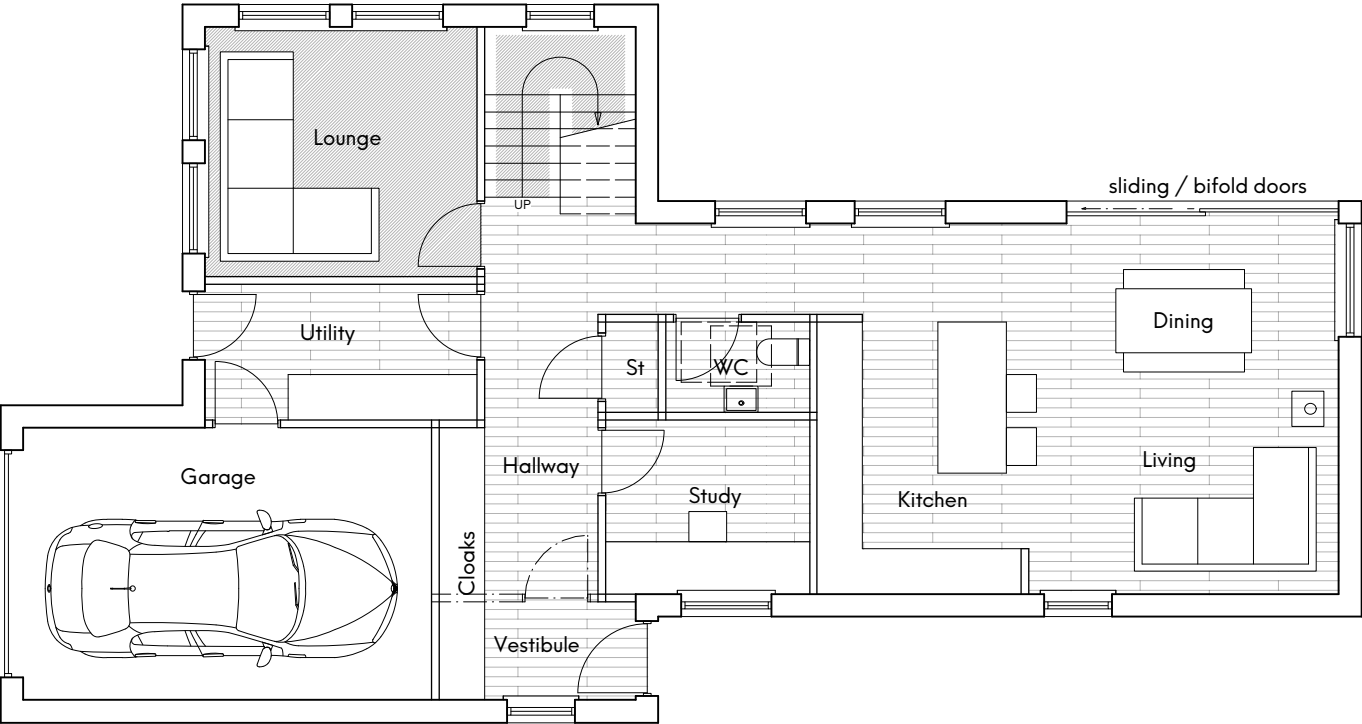 Lounge
sliding / bifold doors
UP
Utility
Dining
St
WC
Hallway
Living
Garage
Study
Kitchen
Cloaks
Vestibule